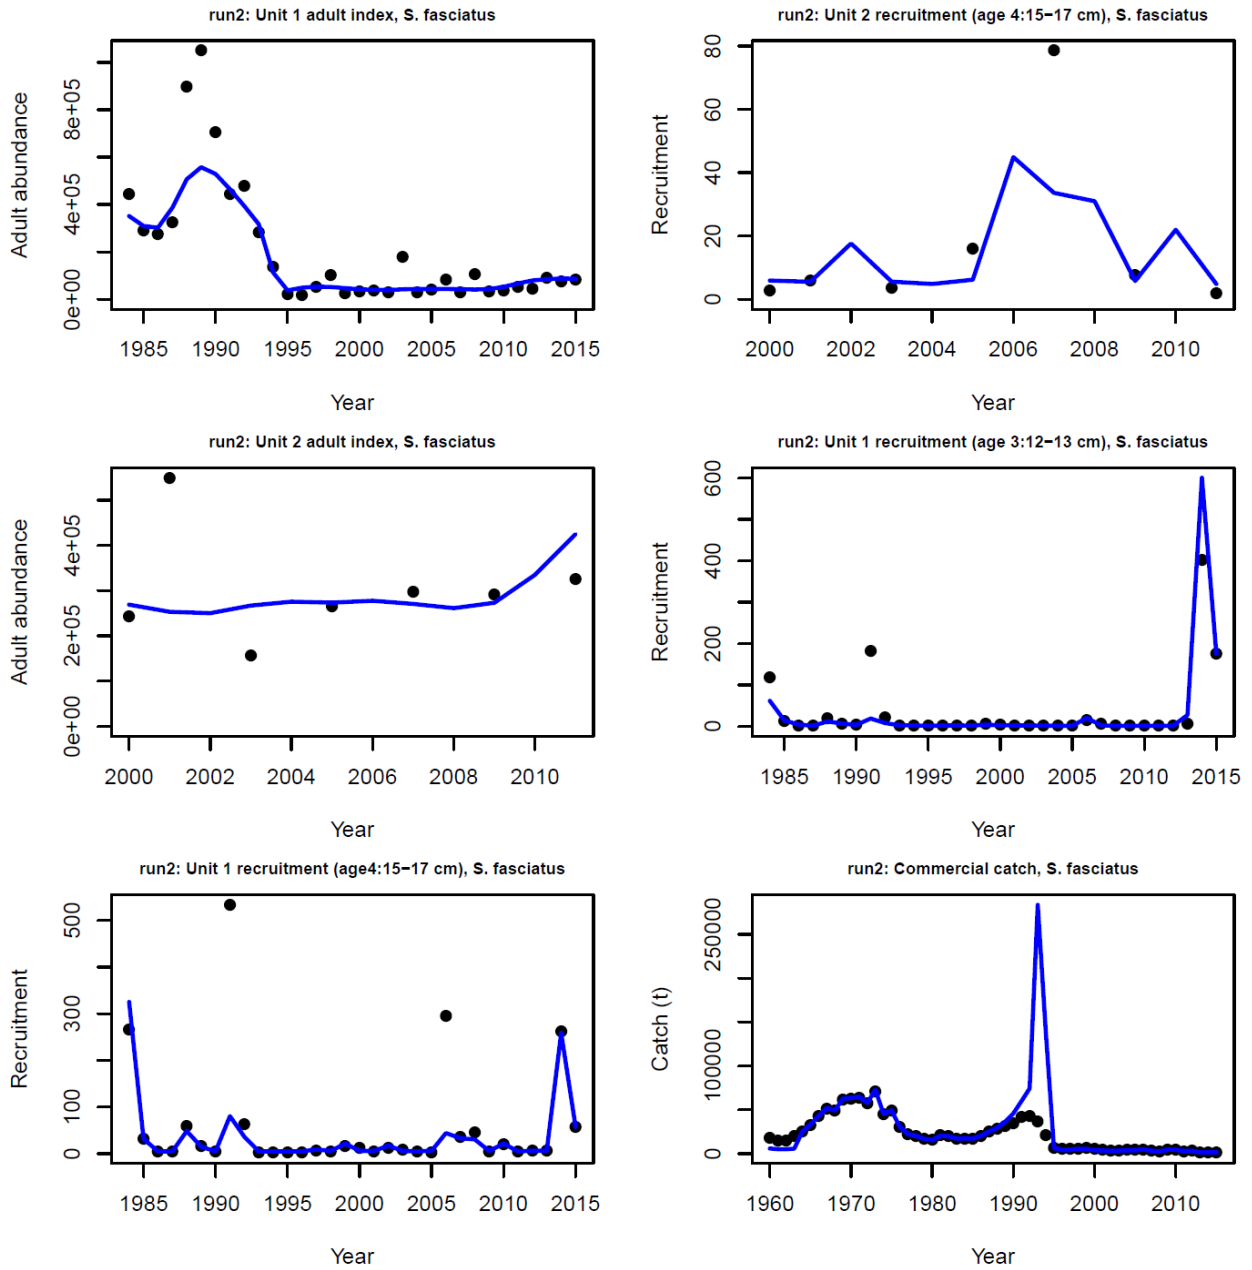 run2: Unit 1 adult index, S. fasciatus
Adult abundance
0e+00 4e+05 8e+05
1985 1990 1995 2000 2005 2010 2015
Year
run2: Unit 2 recruitment (age 4:15−17 cm), S. fasciatus
Recruitment
0 20 40 60 80
2000 2002 2004 2006 2008 2010
Year
run2: Unit 2 adult index, S. fasciatus
Adult abundance
0e+00 2e+05 4e+05
2000 2002 2004 2006 2008 2010
Year
run2: Unit 1 recruitment (age 3:12−13 cm), S. fasciatus
Recruitment
0 200 400 600
1985 1990 1995 2000 2005 2010 2015
Year
run2: Unit 1 recruitment (age4:15−17 cm), S. fasciatus
Recruitment
0 100 300 500
1985 1990 1995 2000 2005 2010 2015
Year
run2: Commercial catch, S. fasciatus
Catch (t)
0 100000 250000
1960 1970 1980 1990 2000 2010
Year